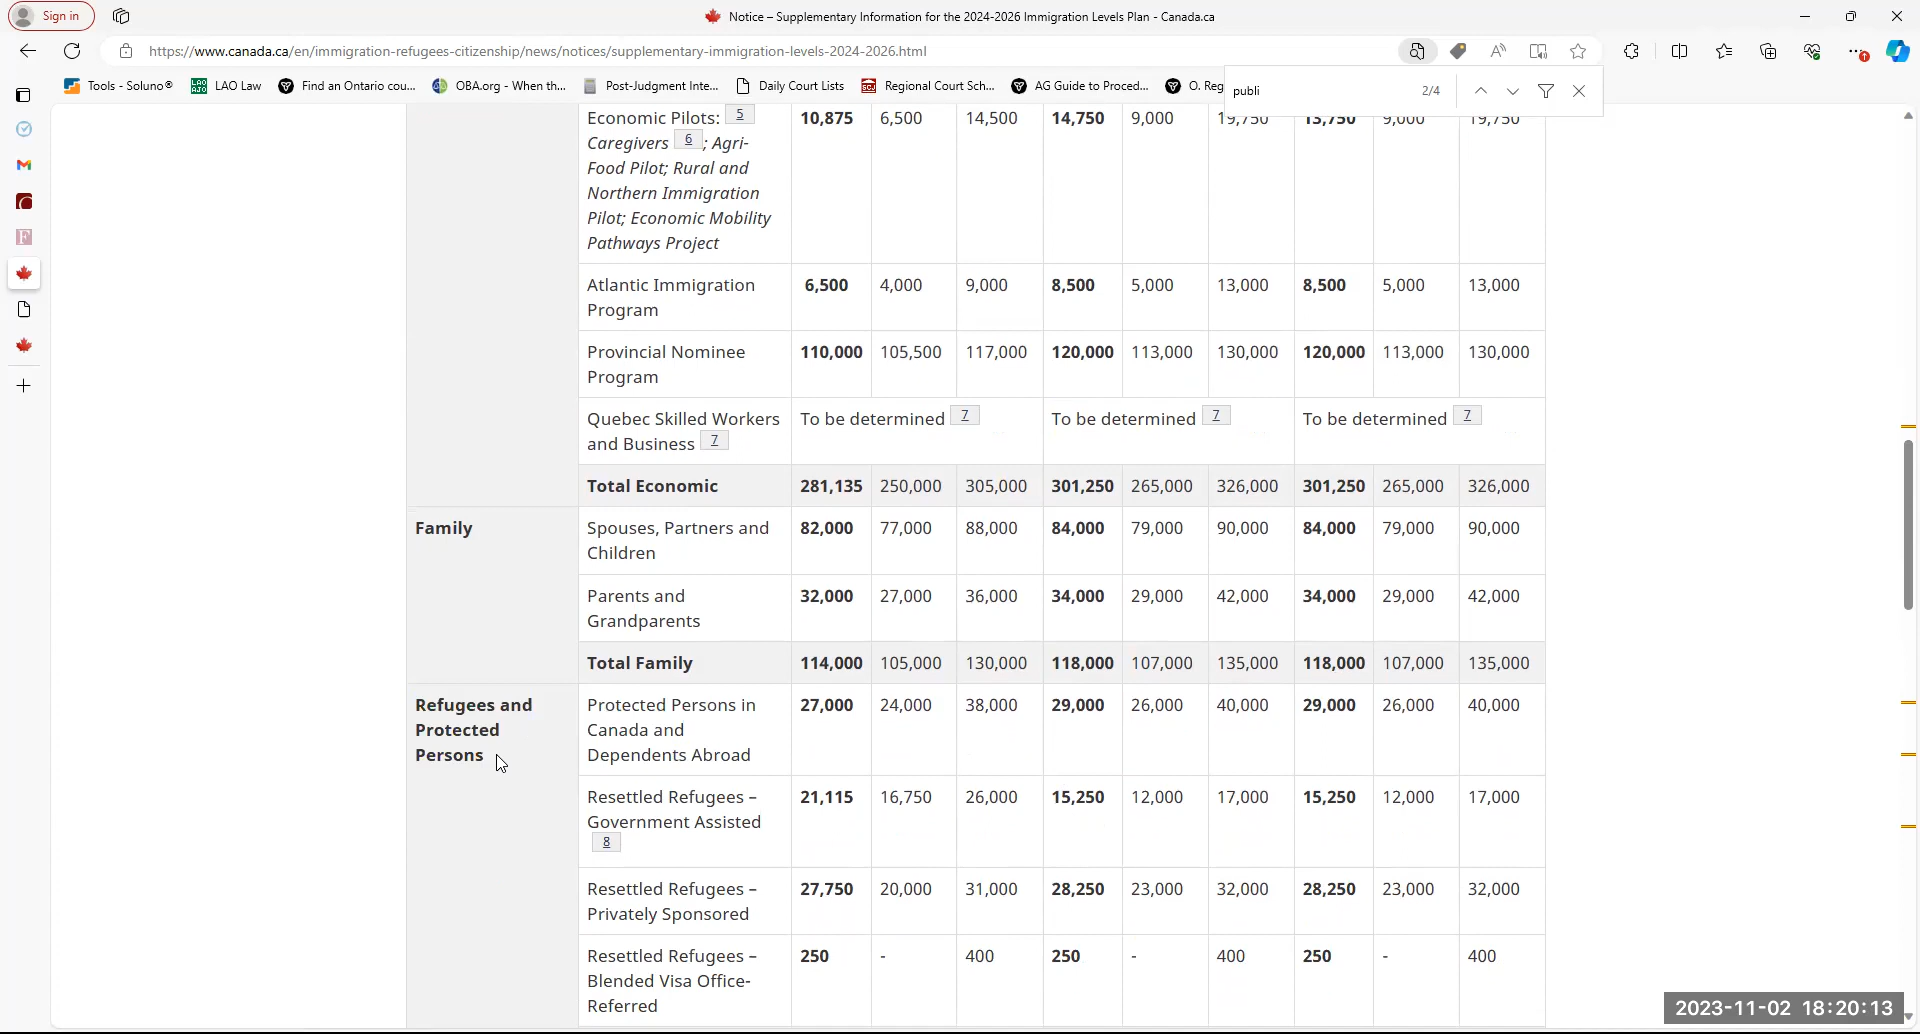 Sign in
Notice – Supplementary Information for the 2024-2026 Immigration Levels Plan - Canada.ca
https://www.canada.ca/en/immigration-refugees-citizenship/news/notices/supplementary-immigration-levels-2024-2026.html
Tools - Soluno® LAO Law Find an Ontario cou... OBA.org - When th... Post-Judgment Inte... Daily Court Lists Regional Court Sch... AG Guide to Proced... O. Reg
publi 2/4
Economic Pilots: 5 10,875 6,500 14,500 14,750 9,000 19,750 13,750 9,000 19,750
Caregivers 6 ; Agri-
Food Pilot; Rural and
Northern Immigration
Pilot; Economic Mobility
Pathways Project
Atlantic Immigration 6,500 4,000 9,000 8,500 5,000 13,000 8,500 5,000 13,000
Program
Provincial Nominee 110,000 105,500 117,000 120,000 113,000 130,000 120,000 113,000 130,000
Program
Quebec Skilled Workers To be determined 7 To be determined 7 To be determined 7
and Business 7
Total Economic 281,135 250,000 305,000 301,250 265,000 326,000 301,250 265,000 326,000
Family Spouses, Partners and 82,000 77,000 88,000 84,000 79,000 90,000 84,000 79,000 90,000
Children
Parents and 32,000 27,000 36,000 34,000 29,000 42,000 34,000 29,000 42,000
Grandparents
Total Family 114,000 105,000 130,000 118,000 107,000 135,000 118,000 107,000 135,000
Refugees and Protected Persons in 27,000 24,000 38,000 29,000 26,000 40,000 29,000 26,000 40,000
Protected Canada and
Persons Dependents Abroad
Resettled Refugees – 21,115 16,750 26,000 15,250 12,000 17,000 15,250 12,000 17,000
Government Assisted
8
Resettled Refugees – 27,750 20,000 31,000 28,250 23,000 32,000 28,250 23,000 32,000
Privately Sponsored
Resettled Refugees – 250 - 400 250 - 400 250 - 400
Blended Visa Office-
Referred
2023-11-02 18:20:13